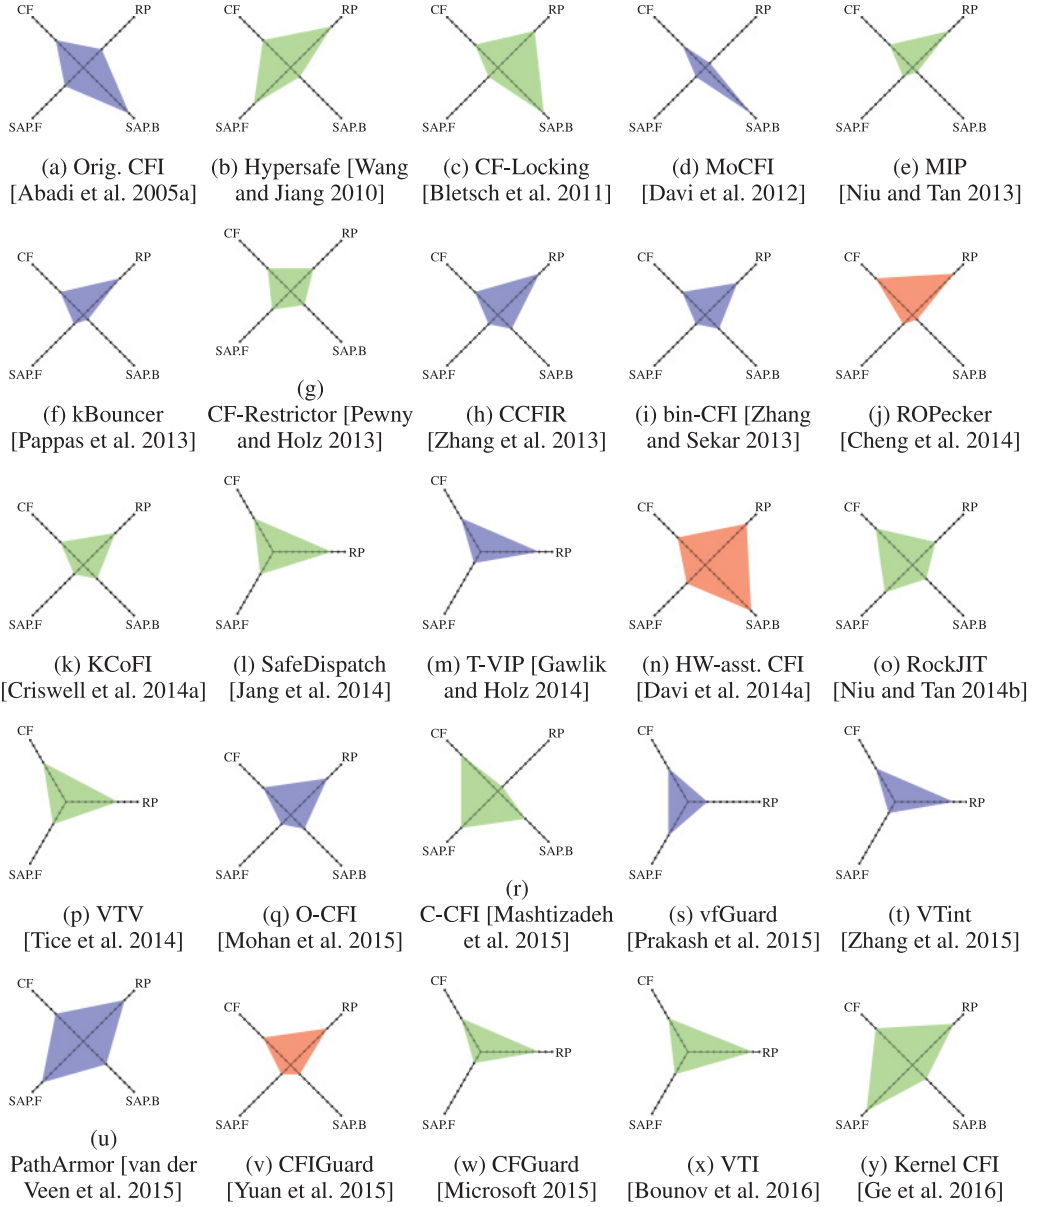 CF RP CF RP CF RP CF RP CF RP
SAP.F SAP.B SAP.F SAP.B SAP.F SAP.B SAP.F SAP.B SAP.F SAP.B
(a) Orig. CFI (b) Hypersafe [Wang (c) CF-Locking (d) MoCFI (e) MIP
[Abadi et al. 2005a] and Jiang 2010] [Bletsch et al. 2011] [Davi et al. 2012] [Niu and Tan 2013]
CF RP CF RP CF RP CF RP CF RP
SAP.F SAP.B SAP.F SAP.B SAP.F SAP.B SAP.F SAP.B SAP.F SAP.B
(g)
(f) kBouncer CF-Restrictor [Pewny (h) CCFIR (i) bin-CFI [Zhang (j) ROPecker
[Pappas et al. 2013] and Holz 2013] [Zhang et al. 2013] and Sekar 2013] [Cheng et al. 2014]
CF RP CF CF CF RP CF RP
RP RP
SAP.F SAP.B SAP.F SAP.F SAP.F SAP.B SAP.F SAP.B
(k) KCoFI (l) SafeDispatch (m) T-VIP [Gawlik (n) HW-asst. CFI (o) RockJIT
[Criswell et al. 2014a] [Jang et al. 2014] and Holz 2014] [Davi et al. 2014a] [Niu and Tan 2014b]
CF CF RP CF RP CF CF
RP RP RP
SAP.F SAP.F SAP.B SAP.F SAP.B SAP.F SAP.F
(r)
(p) VTV (q) O-CFI C-CFI [Mashtizadeh (s) vfGuard (t) VTint
[Tice et al. 2014] [Mohan et al. 2015] et al. 2015] [Prakash et al. 2015] [Zhang et al. 2015]
CF RP CF RP CF CF CF RP
RP RP
SAP.F SAP.B SAP.F SAP.B SAP.F SAP.F SAP.F SAP.B
(u)
PathArmor [van der (v) CFIGuard (w) CFGuard (x) VTI (y) Kernel CFI
Veen et al. 2015] [Yuan et al. 2015] [Microsoft 2015] [Bounov et al. 2016] [Ge et al. 2016]